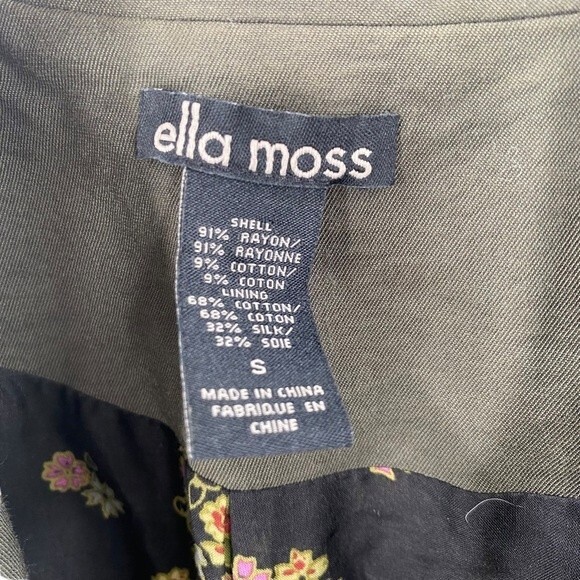 ella moss
SHELL
91% RAYON/
91% RAYONNE
9% COTTON/
9% COTON
LINING
68% COTTON/
68% COTON
32% SILK/
32% SOIE
S
MADE IN CHINA
FABRIQUE EN
CHINE